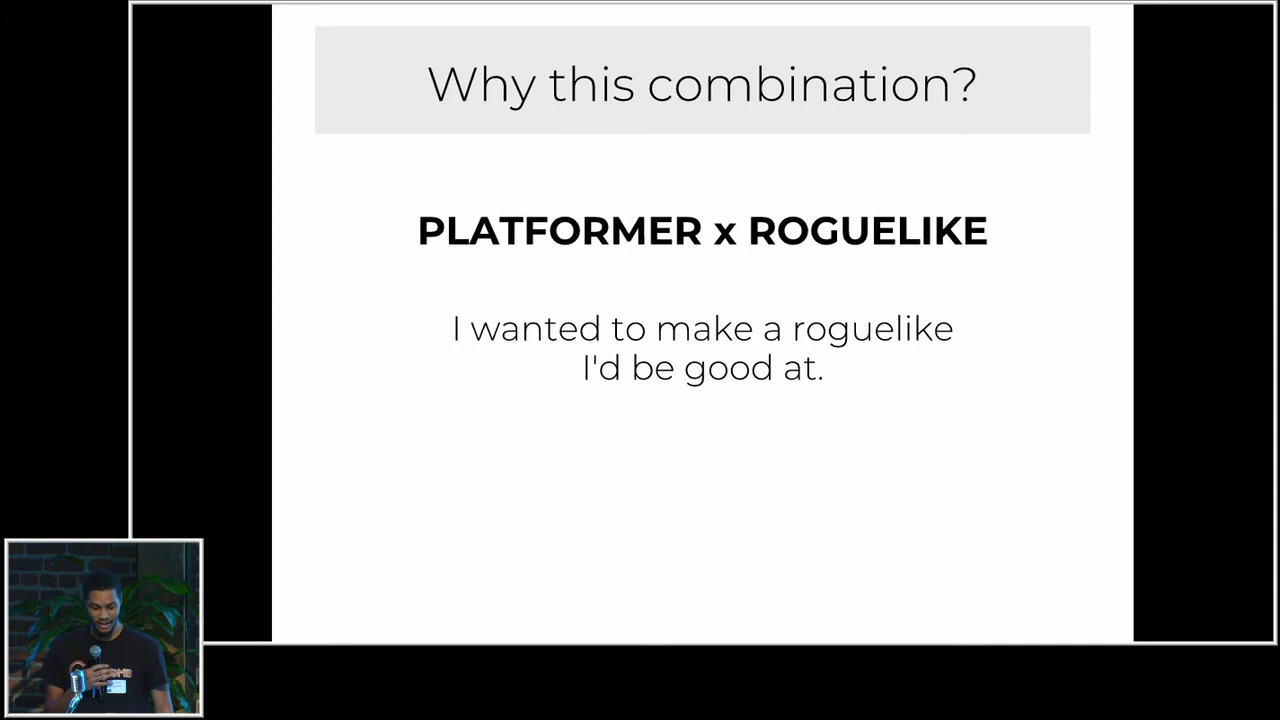 Why this combination?
PLATFORMER x ROGUELIKE
I wanted to make a roguelike
I'd be good at.